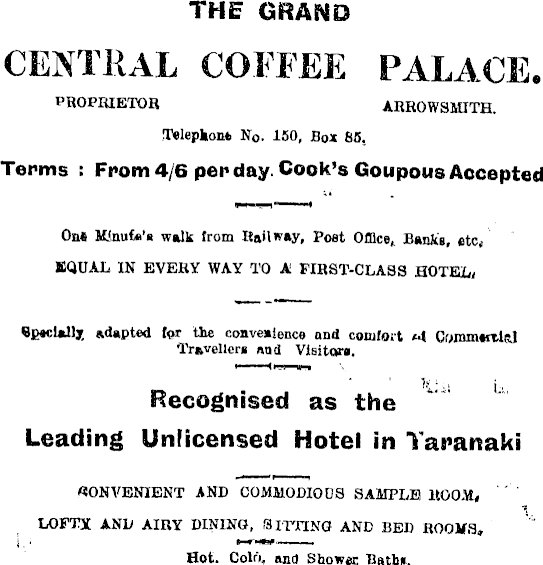 THE GRAND
CENTRAL COFFEE PALACE.
PROPRIETOR ARROWSMITH.
Telephone No. 150, Box 85,
Terms : From 4/6 per day. Cook's Goupous Accepted
One Minute's walk from Railway, Post Office, Banks, etc,
EQUAL IN EVERY WAY TO A FIRST-CLASS HOTEL,
Specially adapted for the convenience and comfort of Commercial
Travellers and Visitors.
Recognised as the
Leading Unlicensed Hotel in Taranaki
CONVENIENT AND COMMODIOUS SAMPLE ROOM,
LOFTY AND AIRY DINING, SITTING AND BED ROOMS,
Hot. Cold, and Shower Baths.